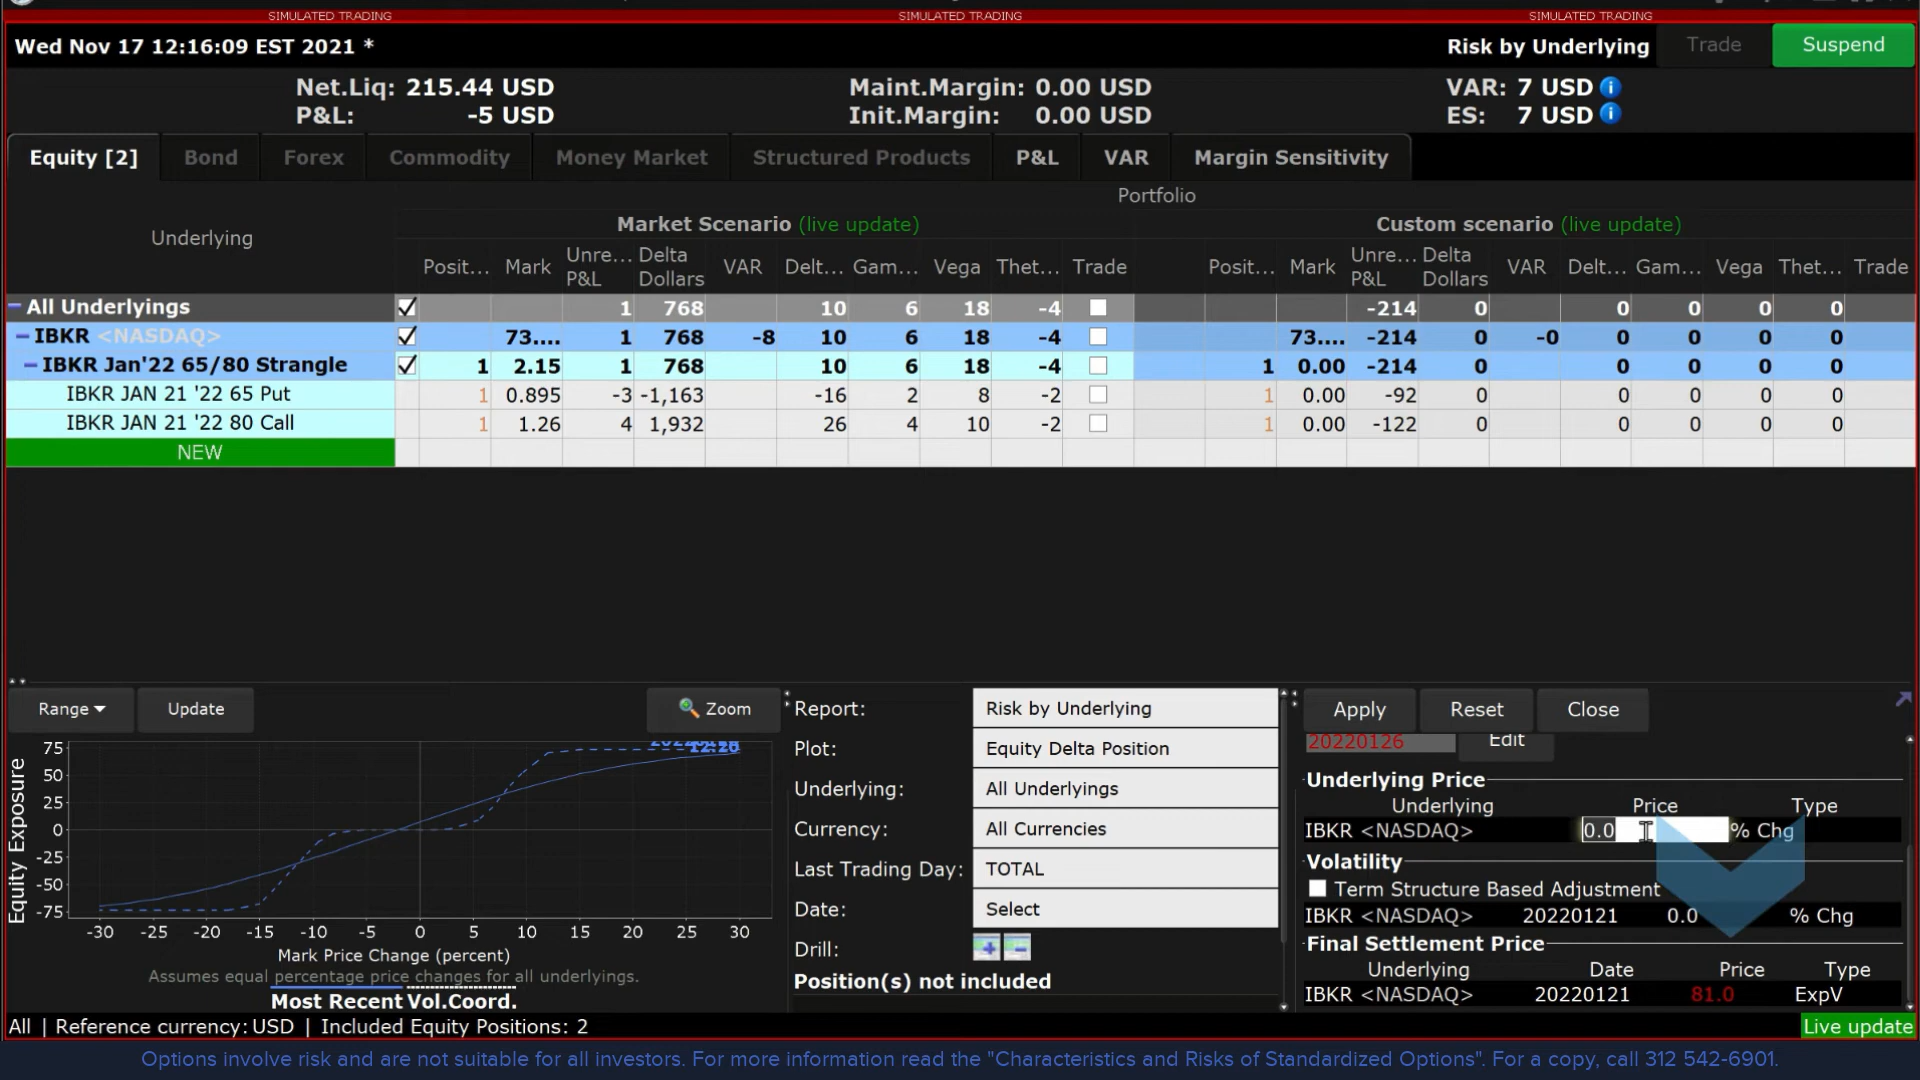 SIMULATED TRADING SIMULATED TRADING SIMULATED TRADING
Wed Nov 17 12:16:09 EST 2021 * Risk by Underlying Trade Suspend
Net.Liq: 215.44 USD Maint.Margin: 0.00 USD VAR: 7 USD
P&L: -5 USD Init.Margin: 0.00 USD ES: 7 USD
Equity [2] Bond Forex Commodity Money Market Structured Products P&L VAR Margin Sensitivity
Portfolio
Underlying Market Scenario (live update) Custom scenario (live update)
Posit... Mark Unre... P&L Delta Dollars VAR Delt... Gam... Vega Thet... Trade Posit... Mark Unre... P&L Delta Dollars VAR Delt... Gam... Vega Thet... Trade
All Underlyings 1 768 10 6 18 -4 -214 0 0 0 0 0
IBKR <NASDAQ> 73.... 1 768 -8 10 6 18 -4 73.... -214 0 -0 0 0 0 0
IBKR Jan'22 65/80 Strangle 1 2.15 1 768 10 6 18 -4 1 0.00 -214 0 0 0 0 0
IBKR JAN 21 '22 65 Put 1 0.895 -3 -1,163 -16 2 8 -2 1 0.00 -92 0 0 0 0 0
IBKR JAN 21 '22 80 Call 1 1.26 4 1,932 26 4 10 -2 1 0.00 -122 0 0 0 0 0
NEW
Range Update Zoom
75
50
25
0
-25
-50
-75
Equity Exposure
-30 -25 -20 -15 -10 -5 0 5 10 15 20 25 30
Mark Price Change (percent)
Assumes equal percentage price changes for all underlyings.
Most Recent Vol.Coord.
Report: Risk by Underlying
Plot: Equity Delta Position
Underlying: All Underlyings
Currency: All Currencies
Last Trading Day: TOTAL
Date: Select
Drill:
Position(s) not included
Apply Reset Close
20220126 Edit
Underlying Price
Underlying Price Type
IBKR <NASDAQ> 0.0 % Chg
Volatility
Term Structure Based Adjustment
IBKR <NASDAQ> 20220121 0.0 % Chg
Final Settlement Price
Underlying Date Price Type
IBKR <NASDAQ> 20220121 81.0 ExpV
All | Reference currency: USD | Included Equity Positions: 2 Live update
Options involve risk and are not suitable for all investors. For more information read the "Characteristics and Risks of Standardized Options". For a copy, call 312 542-6901.